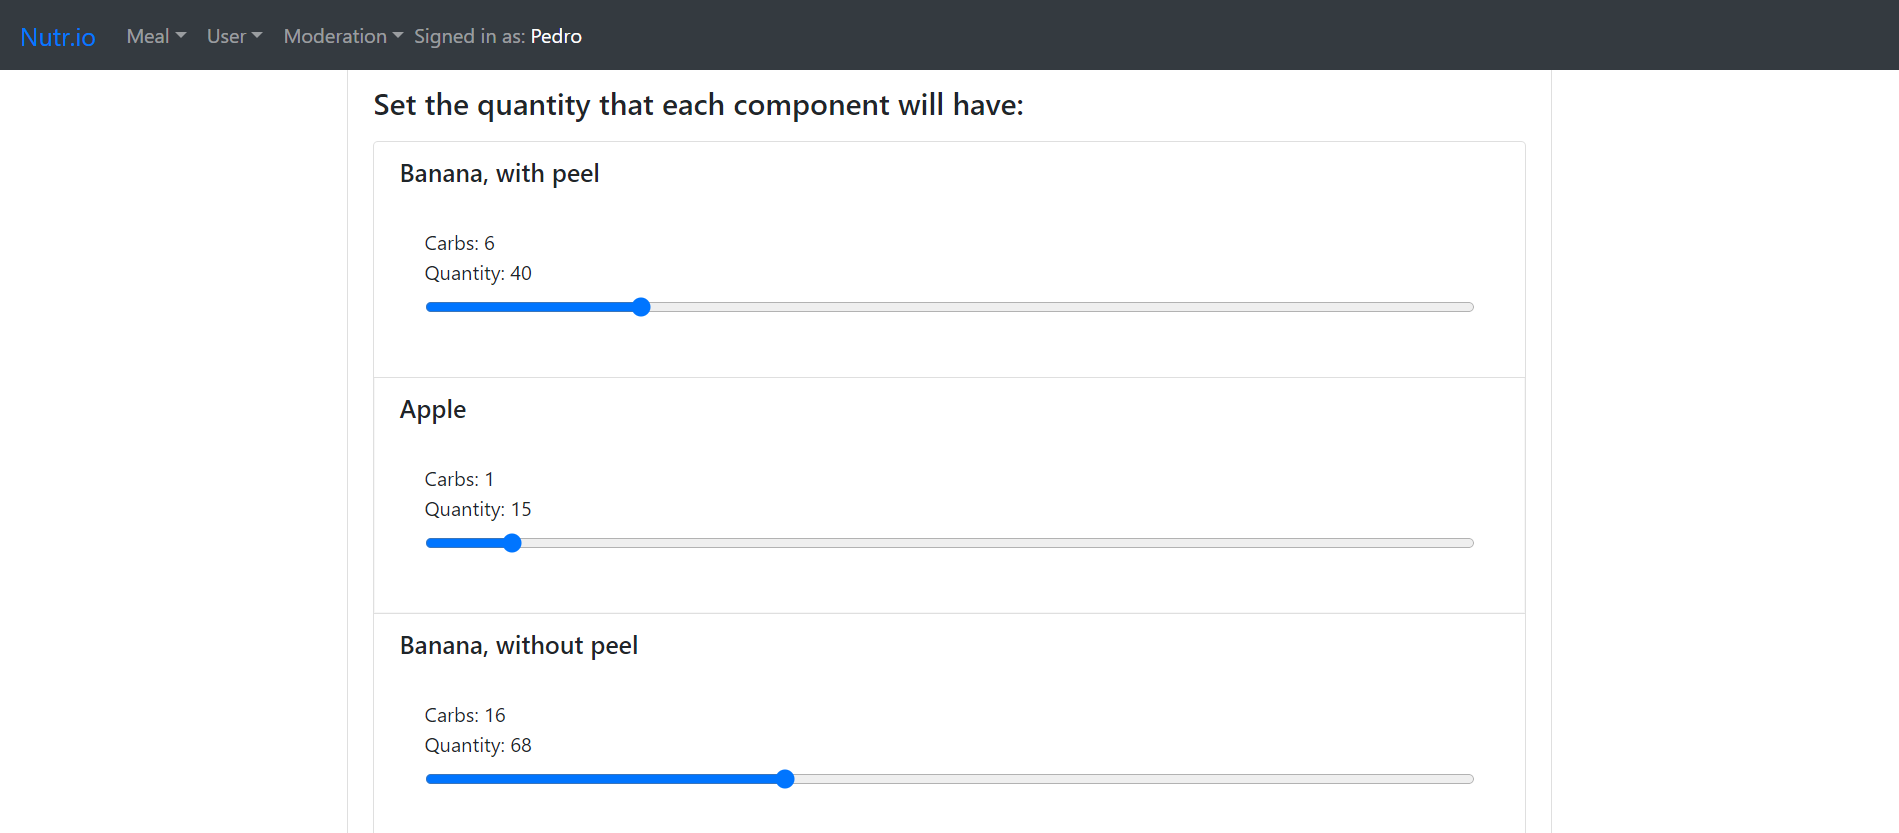 Nutr.io Meal User Moderation Signed in as: Pedro
Set the quantity that each component will have:
Banana, with peel
Carbs: 6
Quantity: 40
Apple
Carbs: 1
Quantity: 15
Banana, without peel
Carbs: 16
Quantity: 68